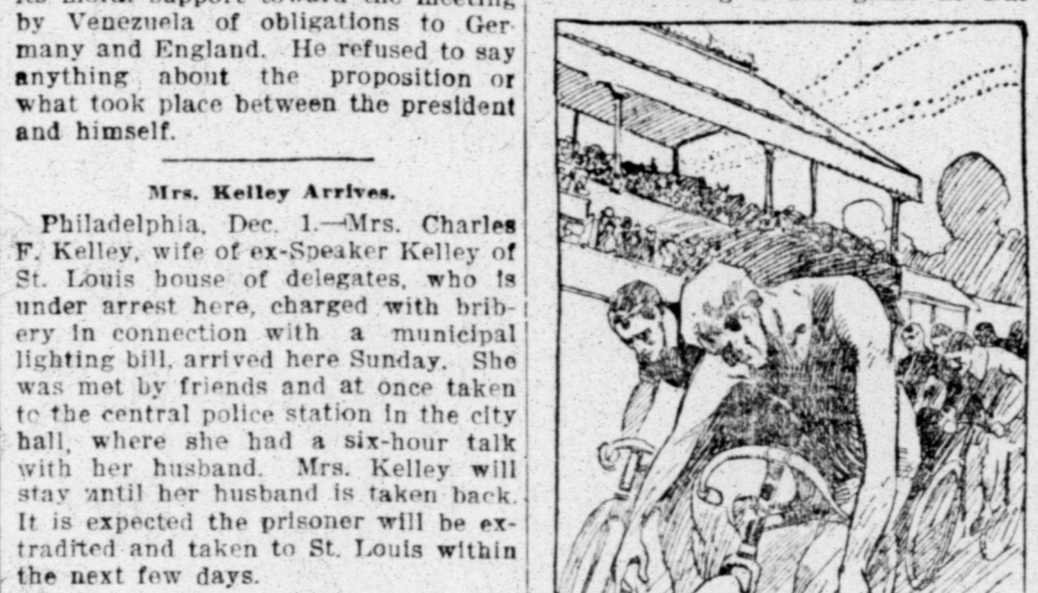 its moral support toward the meeting
by Venezuela of obligations to Ger-
many and England. He refused to say
anything about the proposition or
what took place between the president
and himself.
Mrs. Kelley Arrives.
Philadelphia, Dec. 1.—Mrs. Charles
F. Kelley, wife of ex-Speaker Kelley of
St. Louis house of delegates, who is
under arrest here, charged with brib-
ery in connection with a municipal
lighting bill, arrived here Sunday. She
was met by friends and at once taken
to the central police station in the city
hall, where she had a six-hour talk
with her husband. Mrs. Kelley will
stay until her husband is taken back.
It is expected the prisoner will be ex-
tradited and taken to St. Louis within
the next few days.